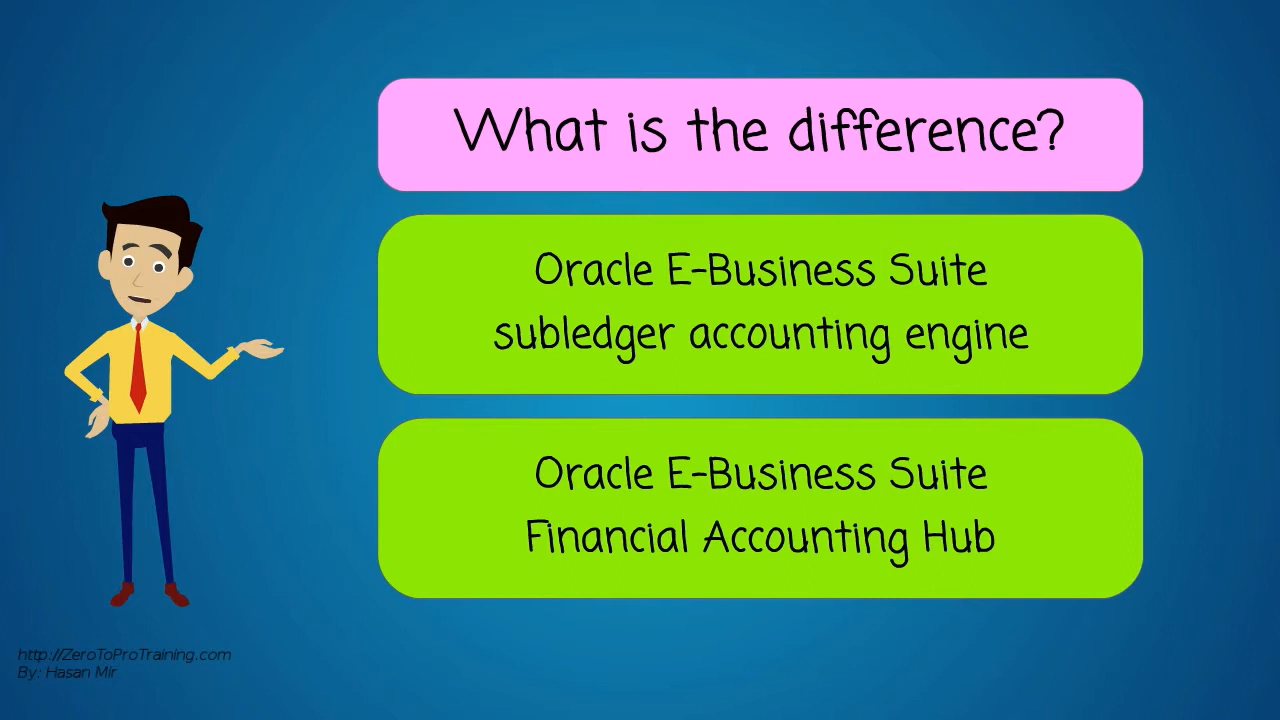 What is the difference?
Oracle E-Business Suite
subledger accounting engine
Oracle E-Business Suite
Financial Accounting Hub
http://ZeroToProTraining.com
By: Hasan Mir